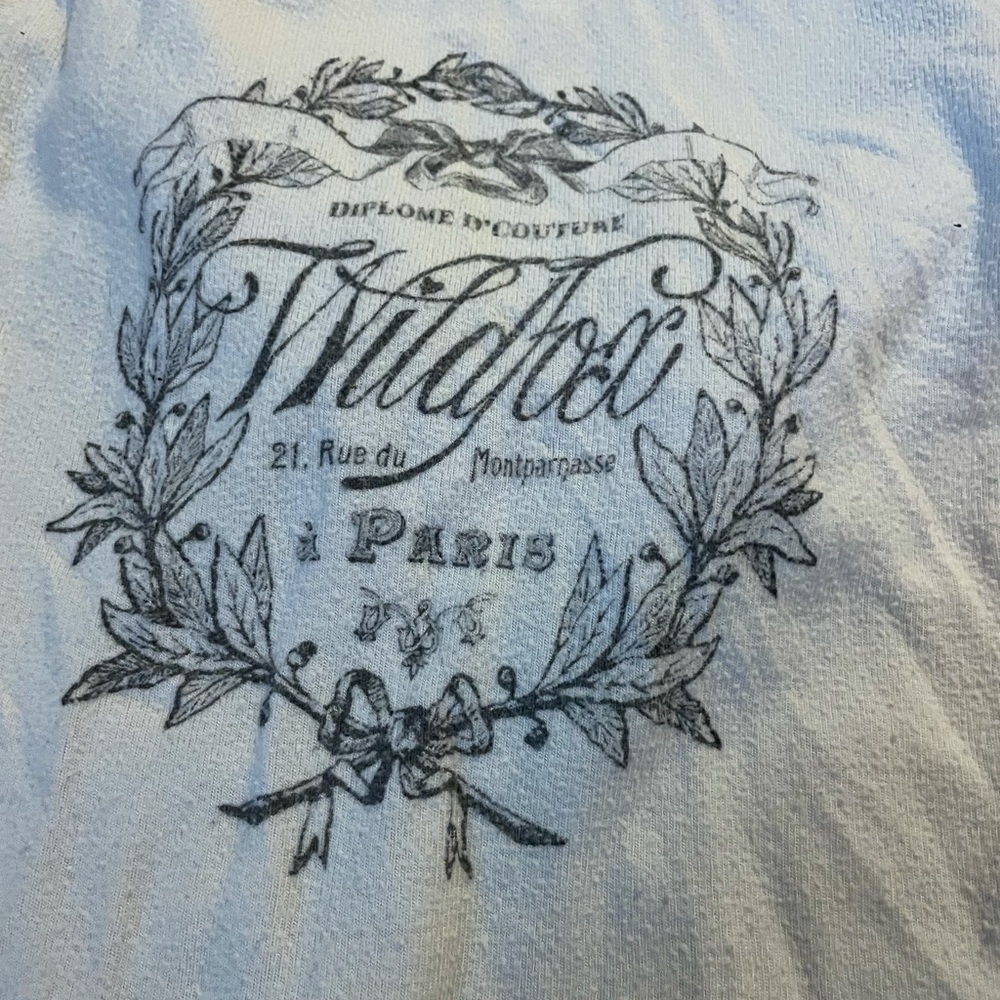 DIPLOME D'COUTURE
Wildfox
21. Rue du Montparnasse
à PARIS